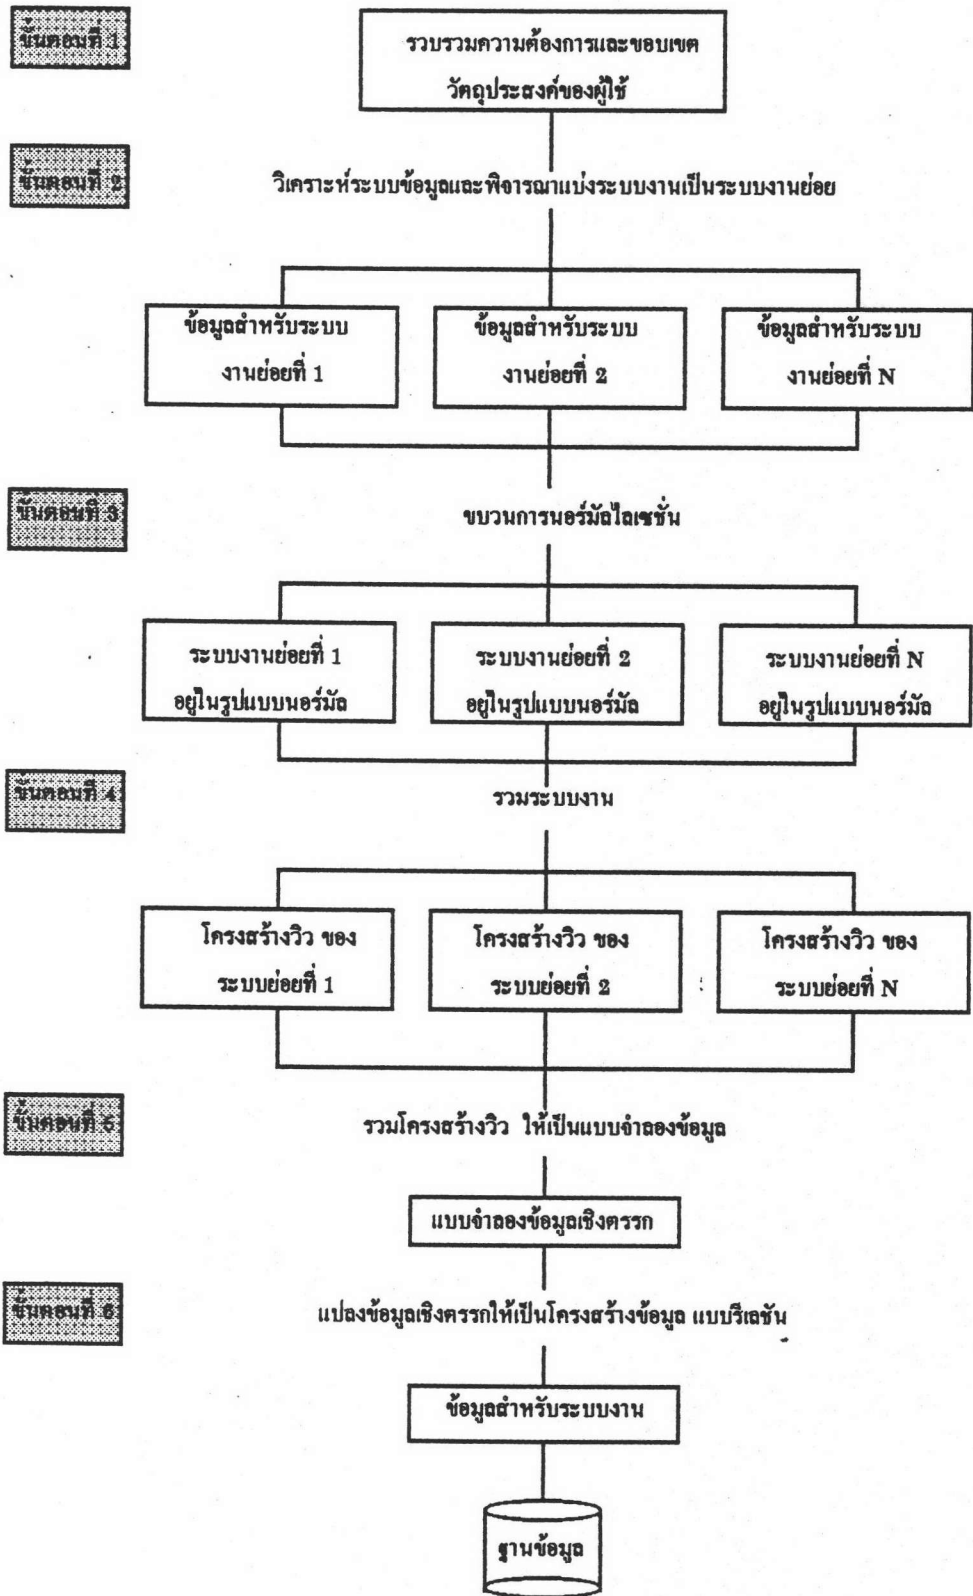 ขั้นตอนที่ 1
รวบรวมความต้องการและขอบเขต
วัตถุประสงค์ของผู้ใช้
ขั้นตอนที่ 2
วิเคราะห์ระบบข้อมูลและพิจารณาแบ่งระบบงานเป็นระบบงานย่อย
ข้อมูลสำหรับระบบ
งานย่อยที่ 1
ข้อมูลสำหรับระบบ
งานย่อยที่ 2
ข้อมูลสำหรับระบบ
งานย่อยที่ N
ขั้นตอนที่ 3
ขบวนการนอร์มัลไลเซชั่น
ระบบงานย่อยที่ 1
อยู่ในรูปแบบนอร์มัล
ระบบงานย่อยที่ 2
อยู่ในรูปแบบนอร์มัล
ระบบงานย่อยที่ N
อยู่ในรูปแบบนอร์มัล
ขั้นตอนที่ 4
รวมระบบงาน
โครงสร้างวิว ของ
ระบบย่อยที่ 1
โครงสร้างวิว ของ
ระบบย่อยที่ 2
โครงสร้างวิว ของ
ระบบย่อยที่ N
ขั้นตอนที่ 5
รวมโครงสร้างวิว ให้เป็นแบบจำลองข้อมูล
แบบจำลองข้อมูลเชิงตรรก
ขั้นตอนที่ 6
แปลงข้อมูลเชิงตรรกให้เป็นโครงสร้างข้อมูล แบบรีเลชัน
ข้อมูลสำหรับระบบงาน
ฐานข้อมูล